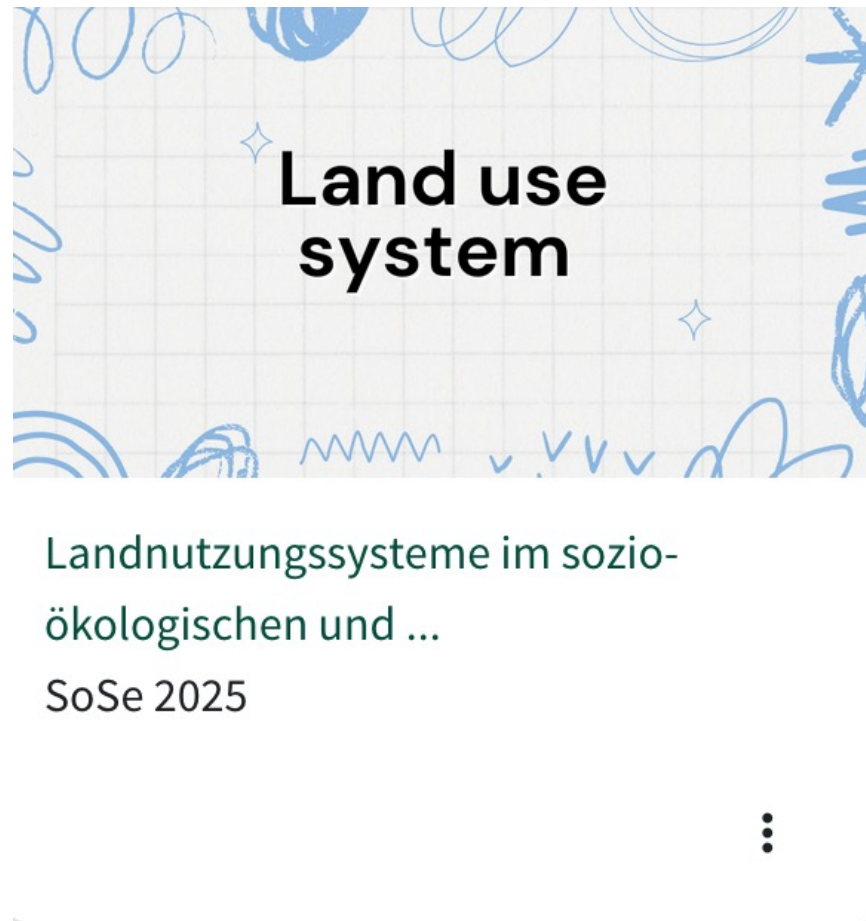 Land use
system
Landnutzungssysteme im sozio-
ökologischen und ...
SoSe 2025